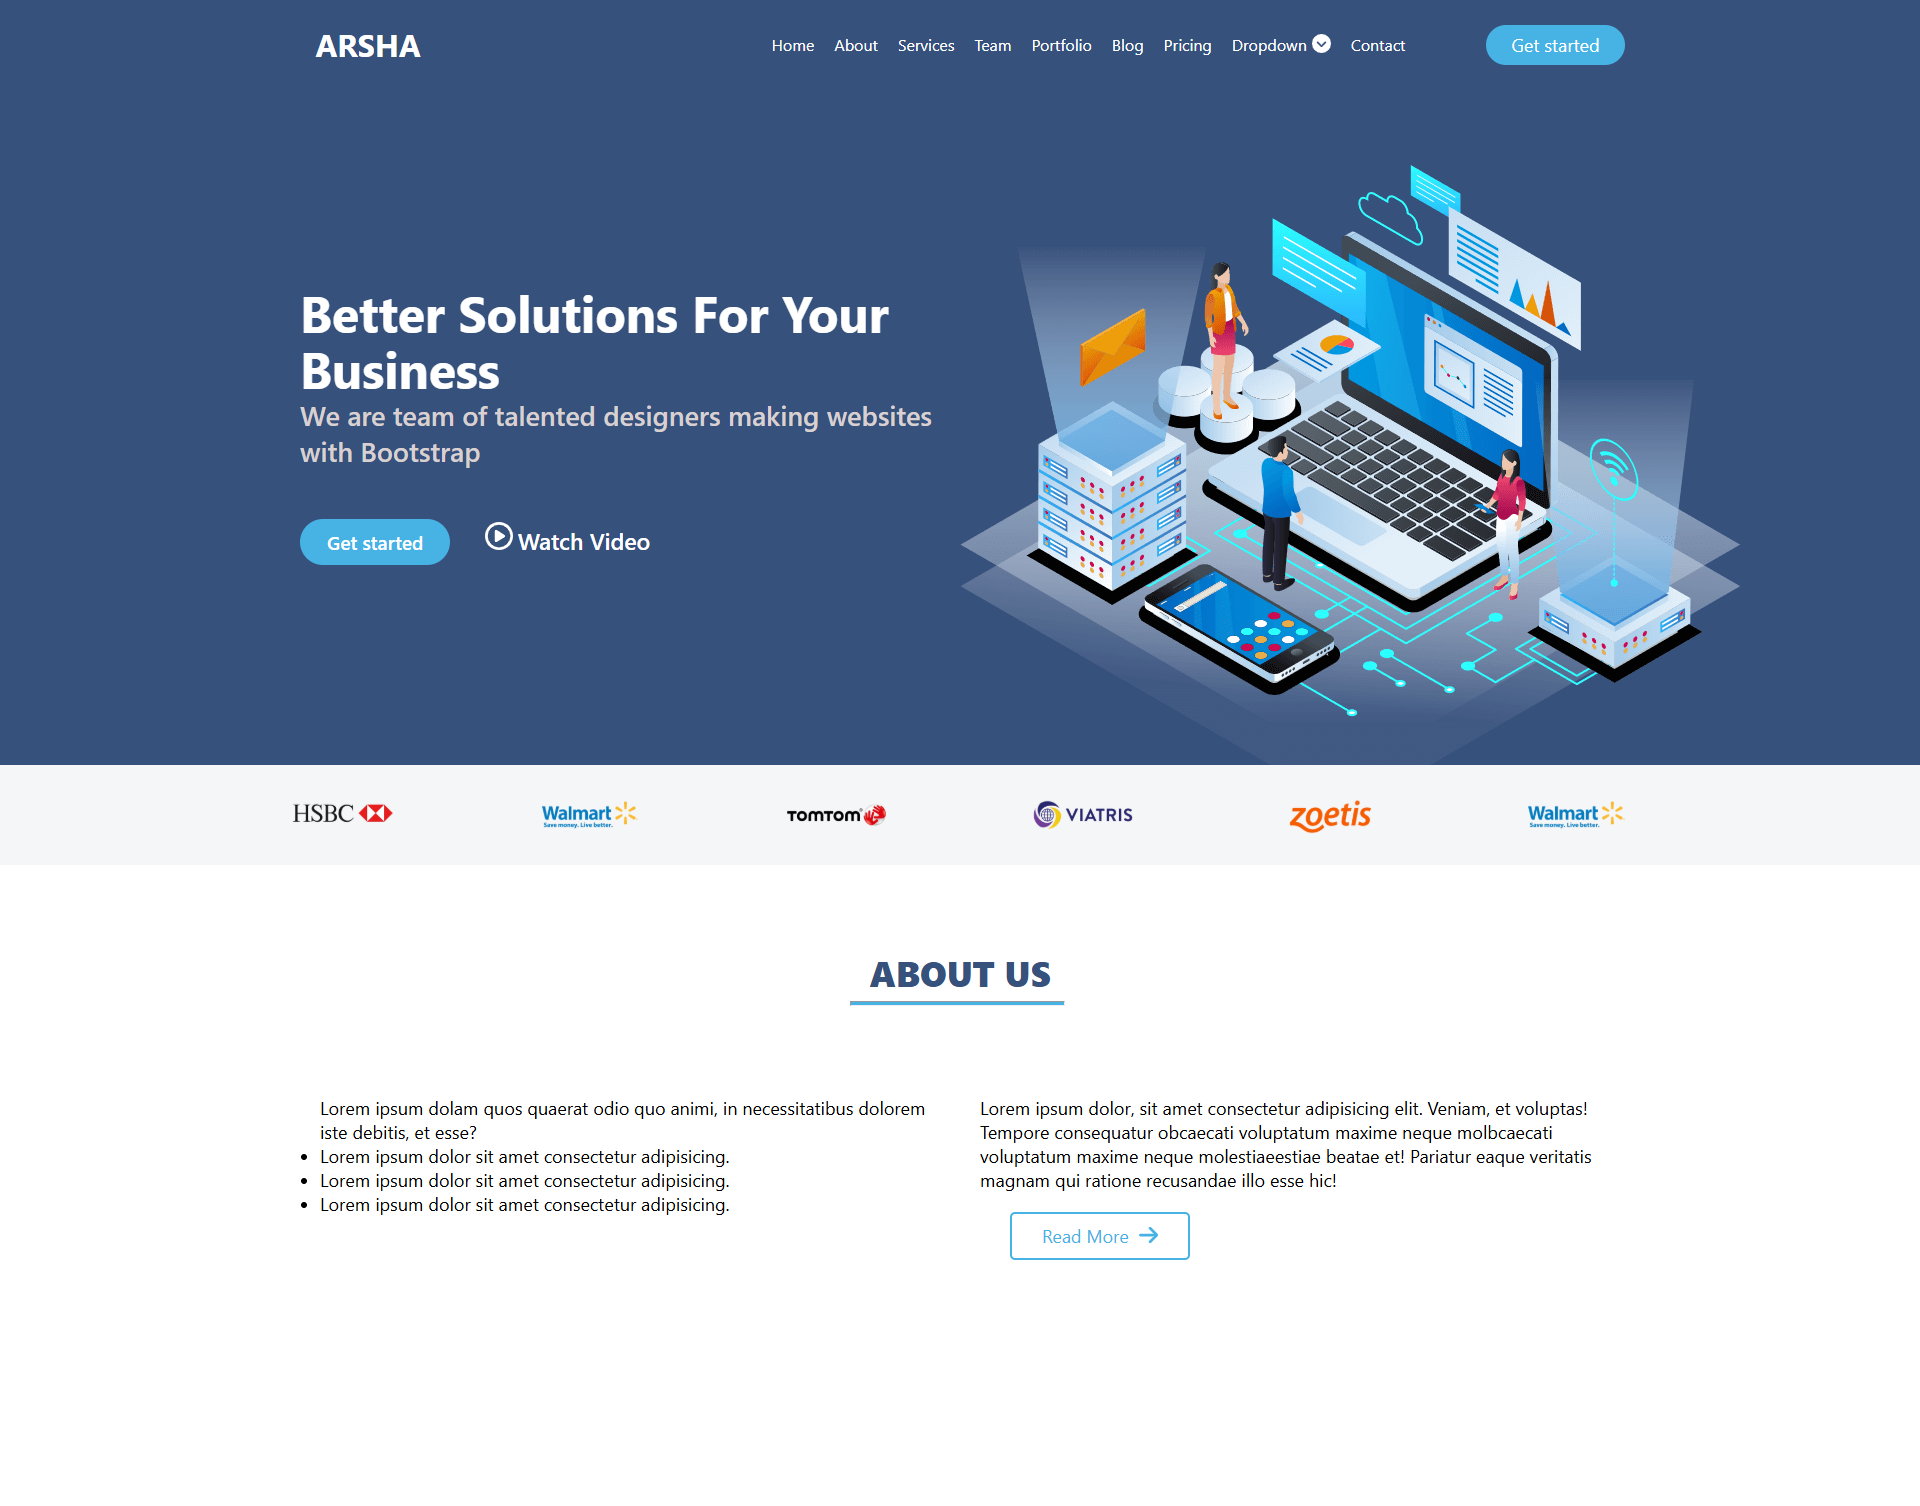 ARSHA
Home About Services Team Portfolio Blog Pricing Dropdown Contact
Get started
Better Solutions For Your
Business
We are team of talented designers making websites
with Bootstrap
Get started
Watch Video
HSBC
Walmart
Save money. Live better.
TOMTOM
VIATRIS
zoetis
Walmart
Save money. Live better.
ABOUT US
Lorem ipsum dolam quos quaerat odio quo animi, in necessitatibus dolorem
iste debitis, et esse?
Lorem ipsum dolor sit amet consectetur adipisicing.
Lorem ipsum dolor sit amet consectetur adipisicing.
Lorem ipsum dolor sit amet consectetur adipisicing.
Lorem ipsum dolor, sit amet consectetur adipisicing elit. Veniam, et voluptas!
Tempore consequatur obcaecati voluptatum maxime neque molbcaecati
voluptatum maxime neque molestiaeestiae beatae et! Pariatur eaque veritatis
magnam qui ratione recusandae illo esse hic!
Read More